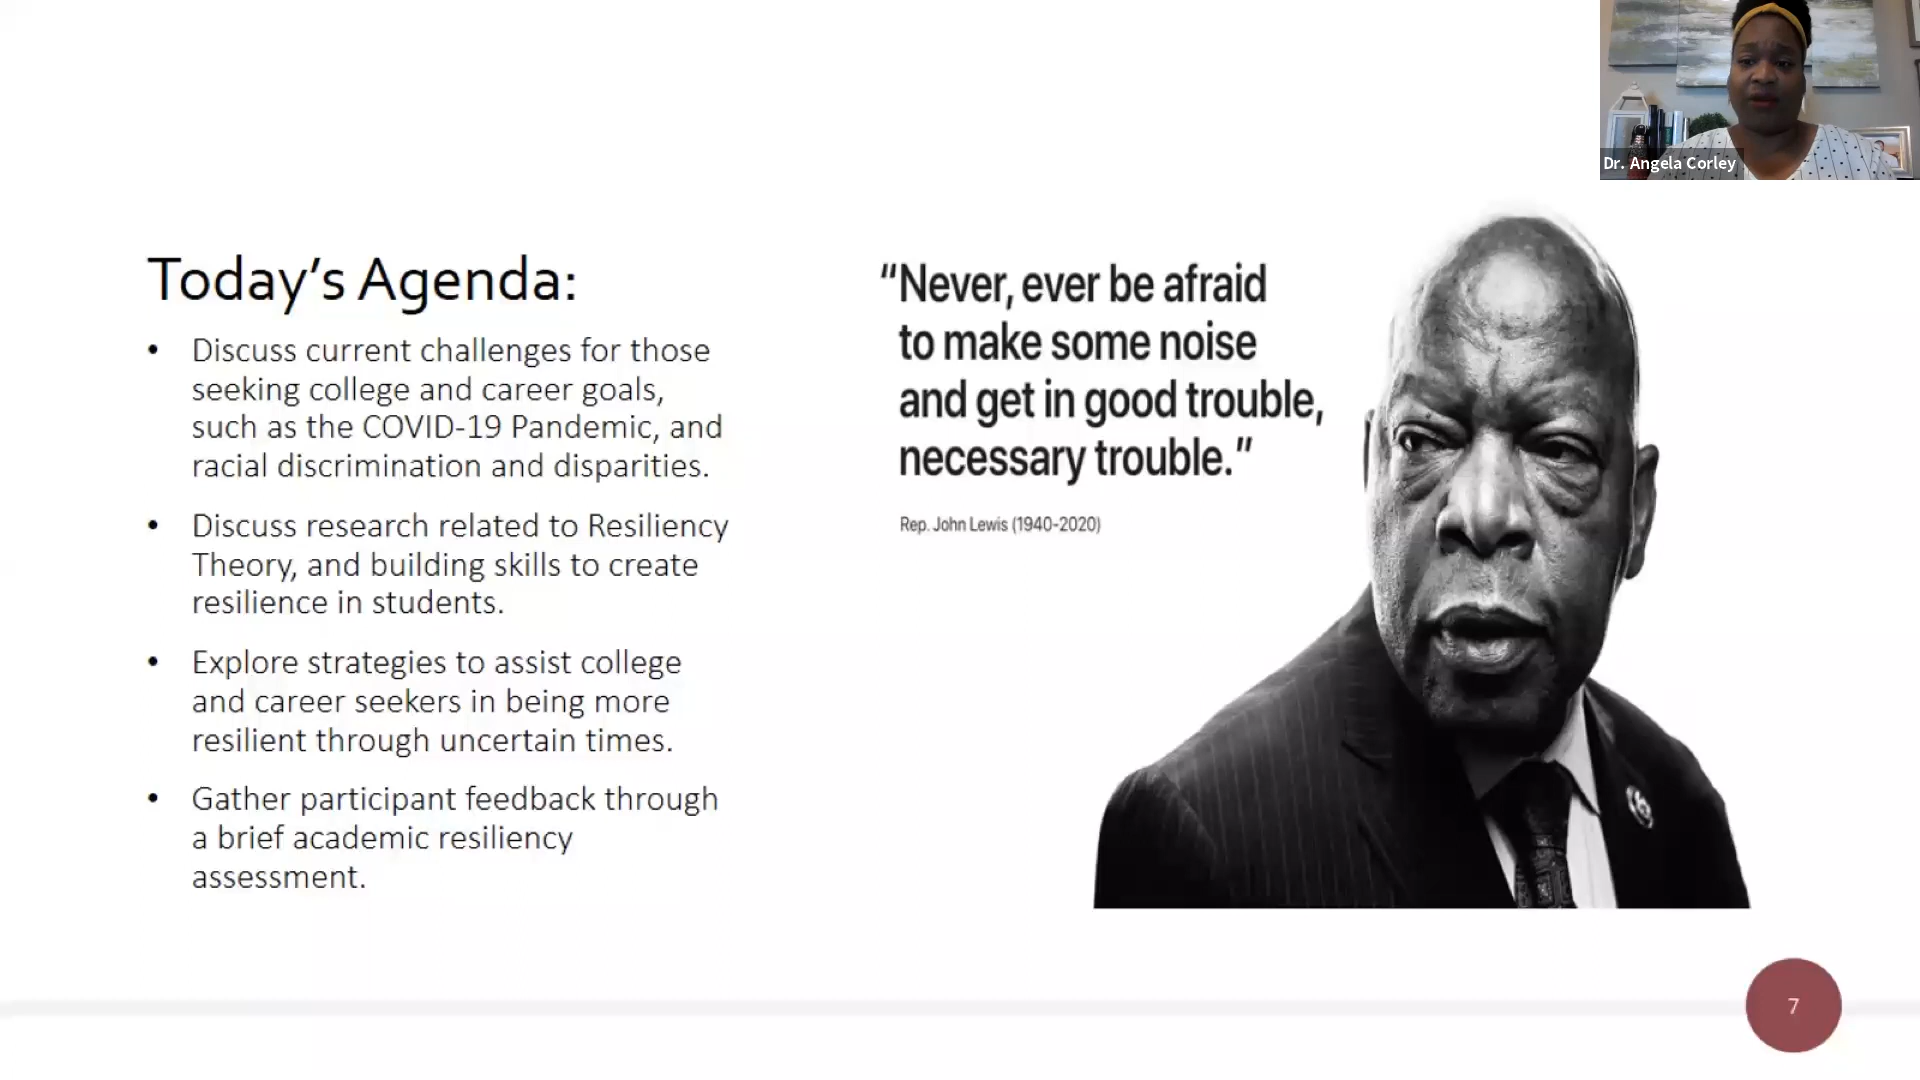 Dr. Angela Corley
Today's Agenda:
• Discuss current challenges for those
seeking college and career goals,
such as the COVID-19 Pandemic, and
racial discrimination and disparities.
• Discuss research related to Resiliency
Theory, and building skills to create
resilience in students.
• Explore strategies to assist college
and career seekers in being more
resilient through uncertain times.
• Gather participant feedback through
a brief academic resiliency
assessment.
“Never, ever be afraid
to make some noise
and get in good trouble,
necessary trouble.”
Rep. John Lewis (1940-2020)
7